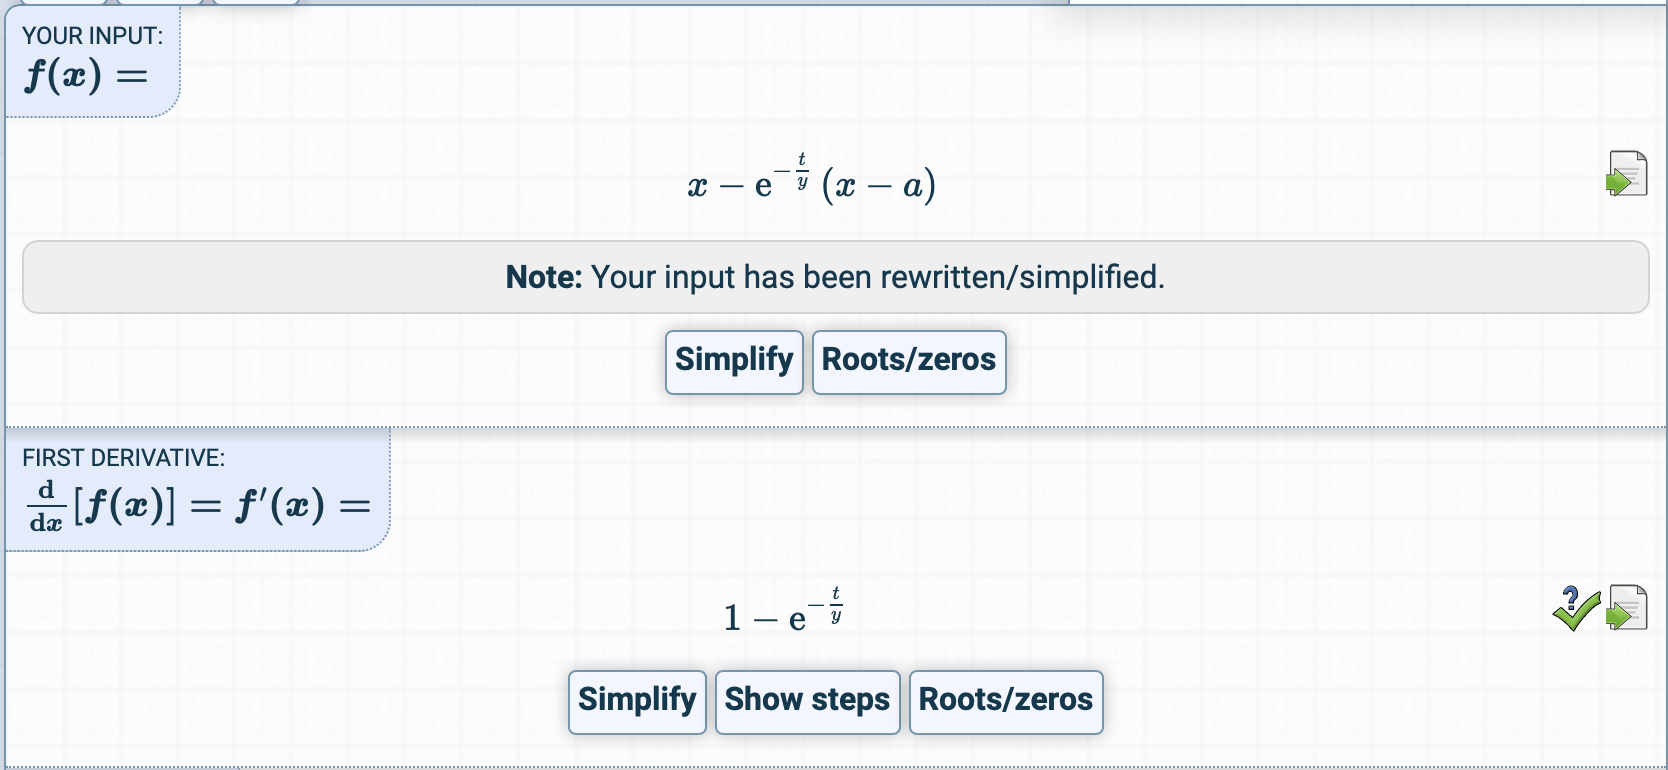 YOUR INPUT:
f(x) =
x − e^{−\frac{t}{y}} (x − a)
Note: Your input has been rewritten/simplified.
Simplify Roots/zeros
FIRST DERIVATIVE:
\frac{d}{dx}[f(x)] = f′(x) =
1 − e^{−\frac{t}{y}}
Simplify Show steps Roots/zeros